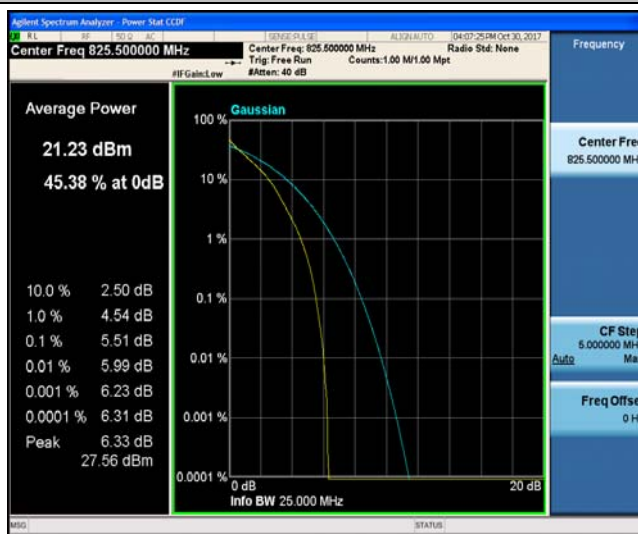 Agilent Spectrum Analyzer - Power Stat CCDF
RL RF 50 Ω AC SENSE:PULSE ALIGNAUTO 04:07:25 PM Oct 30, 2017
Center Freq 825.500000 MHz
Center Freq: 825.500000 MHz Radio Std: None
Trig: Free Run Counts:1.00 M/1.00 Mpt
#IFGain:Low #Atten: 40 dB
Frequency
Average Power
21.23 dBm
45.38 % at 0dB
10.0 % 2.50 dB
1.0 % 4.54 dB
0.1 % 5.51 dB
0.01 % 5.99 dB
0.001 % 6.23 dB
0.0001 % 6.31 dB
Peak 6.33 dB
27.56 dBm
Gaussian
100 %
10 %
1 %
0.1 %
0.01 %
0.001 %
0.0001 %
0 dB 20 dB
Info BW 25.000 MHz
Center Fre
825.500000 MH
CF Step
5.000000 MH
Auto Ma
Freq Offse
0 H
MSG STATUS